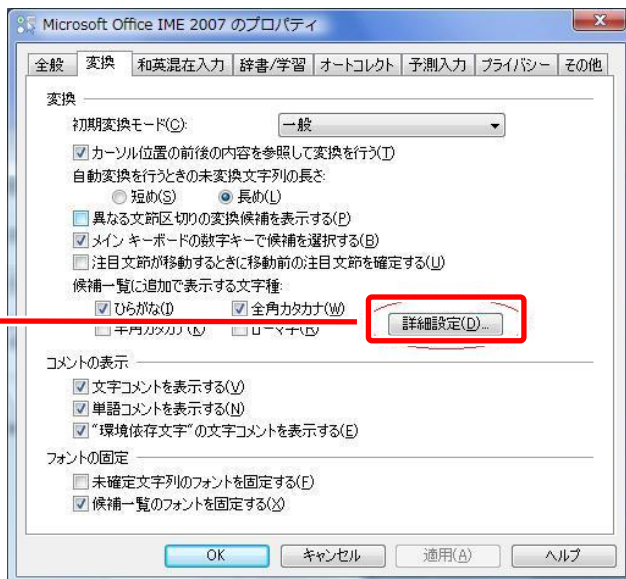 Microsoft Office IME 2007 のプロパティ
全般 変換 和英混在入力 辞書/学習 オートコレクト 予測入力 プライバシー その他
変換
初期変換モード(C): 一般
カーソル位置の前後の内容を参照して変換を行う(T)
自動変換を行うときの未変換文字列の長さ:
短め(S) 長め(L)
異なる文節区切りの変換候補を表示する(P)
メイン キーボードの数字キーで候補を選択する(B)
注目文節が移動するときに移動前の注目文節を確定する(U)
候補一覧に追加で表示する文字種:
ひらがな(I) 全角カタカナ(W)
半角カタカナ(K) ローマ字(R) 詳細設定(D)...
コメントの表示
文字コメントを表示する(V)
単語コメントを表示する(N)
"環境依存文字"の文字コメントを表示する(E)
フォントの固定
未確定文字列のフォントを固定する(F)
候補一覧のフォントを固定する(X)
OK キャンセル 適用(A) ヘルプ